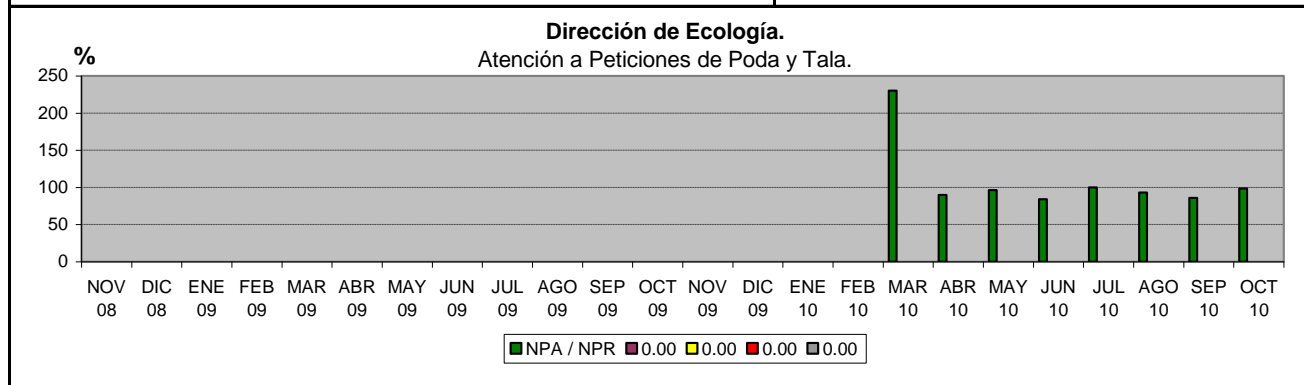 Dirección de Ecología.
%
Atención a Peticiones de Poda y Tala.
250
200
150
100
50
0
NOV DIC ENE FEB MAR ABR MAY JUN JUL AGO SEP OCT NOV DIC ENE FEB MAR ABR MAY JUN JUL AGO SEP OCT
08 08 09 09 09 09 09 09 09 09 09 09 09 09 10 10 10 10 10 10 10 10 10 10
NPA / NPR 0.00 0.00 0.00 0.00